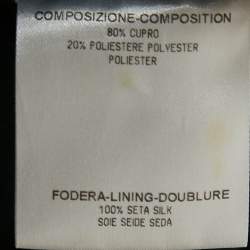 COMPOSIZIONE-COMPOSITION
80% CUPRO
20% POLIESTERE POLYESTER
POLIESTER
FODERA-LINING-DOUBLURE
100% SETA SILK
SOIE SEIDE SEDA